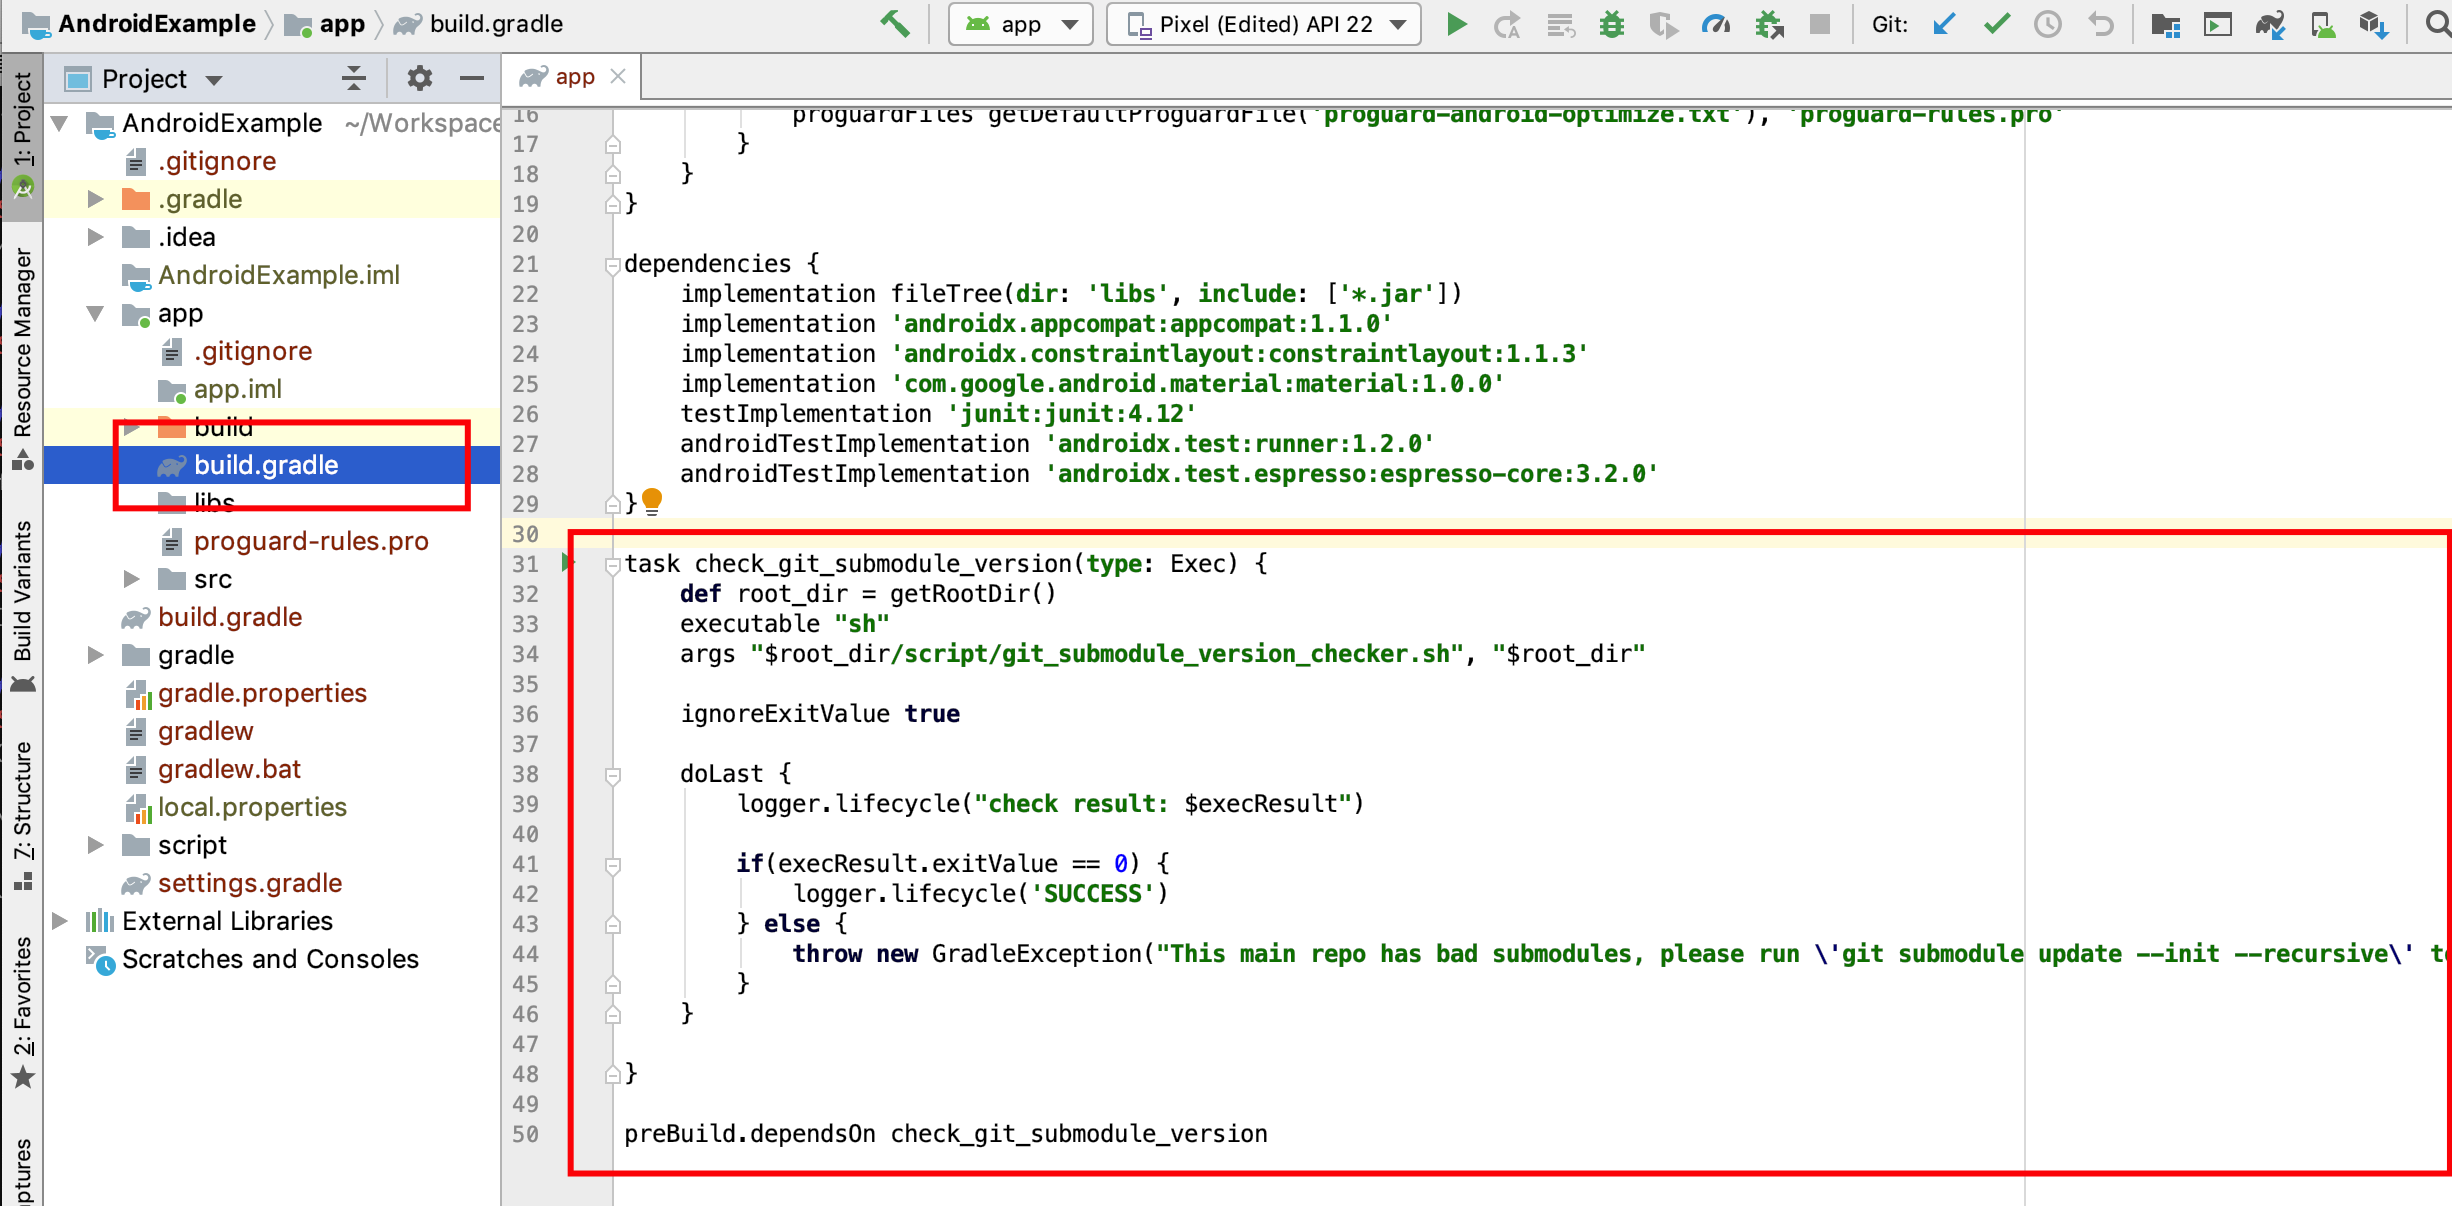 AndroidExample app build.gradle
app Pixel (Edited) API 22 Git:
1: Project
Resource Manager
Build Variants
7: Structure
2: Favorites
Project
AndroidExample ~/Workspace
.gitignore
.gradle
.idea
AndroidExample.iml
app
.gitignore
app.iml
build
build.gradle
libs
proguard-rules.pro
src
build.gradle
gradle
gradle.properties
gradlew
gradlew.bat
local.properties
script
settings.gradle
External Libraries
Scratches and Consoles
app
16 proguardFiles getDefaultProguardFile('proguard-android-optimize.txt'), 'proguard-rules.pro'
17 }
18 }
19 }
20
21 dependencies {
22 implementation fileTree(dir: 'libs', include: ['*.jar'])
23 implementation 'androidx.appcompat:appcompat:1.1.0'
24 implementation 'androidx.constraintlayout:constraintlayout:1.1.3'
25 implementation 'com.google.android.material:material:1.0.0'
26 testImplementation 'junit:junit:4.12'
27 androidTestImplementation 'androidx.test:runner:1.2.0'
28 androidTestImplementation 'androidx.test.espresso:espresso-core:3.2.0'
29 }
30
31 task check_git_submodule_version(type: Exec) {
32 def root_dir = getRootDir()
33 executable "sh"
34 args "$root_dir/script/git_submodule_version_checker.sh", "$root_dir"
35
36 ignoreExitValue true
37
38 doLast {
39 logger.lifecycle("check result: $execResult")
40
41 if(execResult.exitValue == 0) {
42 logger.lifecycle('SUCCESS')
43 } else {
44 throw new GradleException("This main repo has bad submodules, please run \'git submodule update --init --recursive\'
45 }
46 }
47
48 }
49
50 preBuild.dependsOn check_git_submodule_version